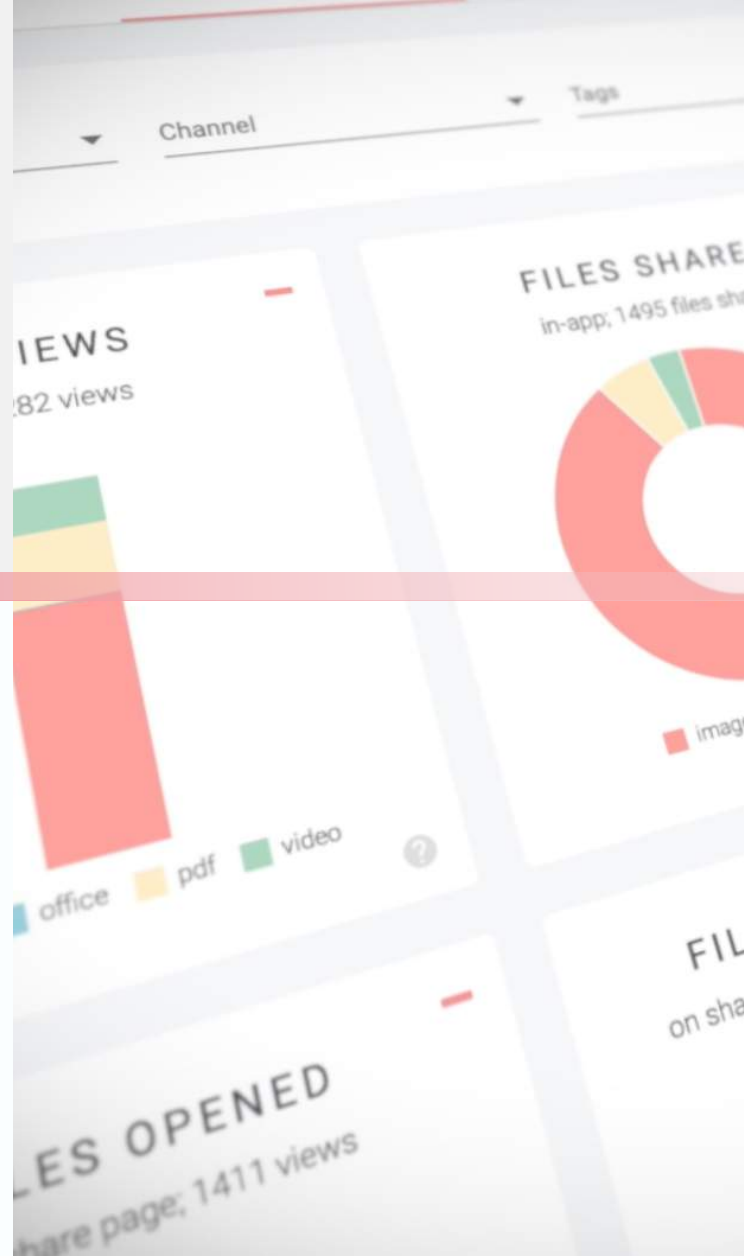 Channel
Tags
IEWS
82 views
office
pdf
video
FILES SHARE
in-app; 1495 files sha
imag
LES OPENED
hare page; 1411 views
FIL
on sha